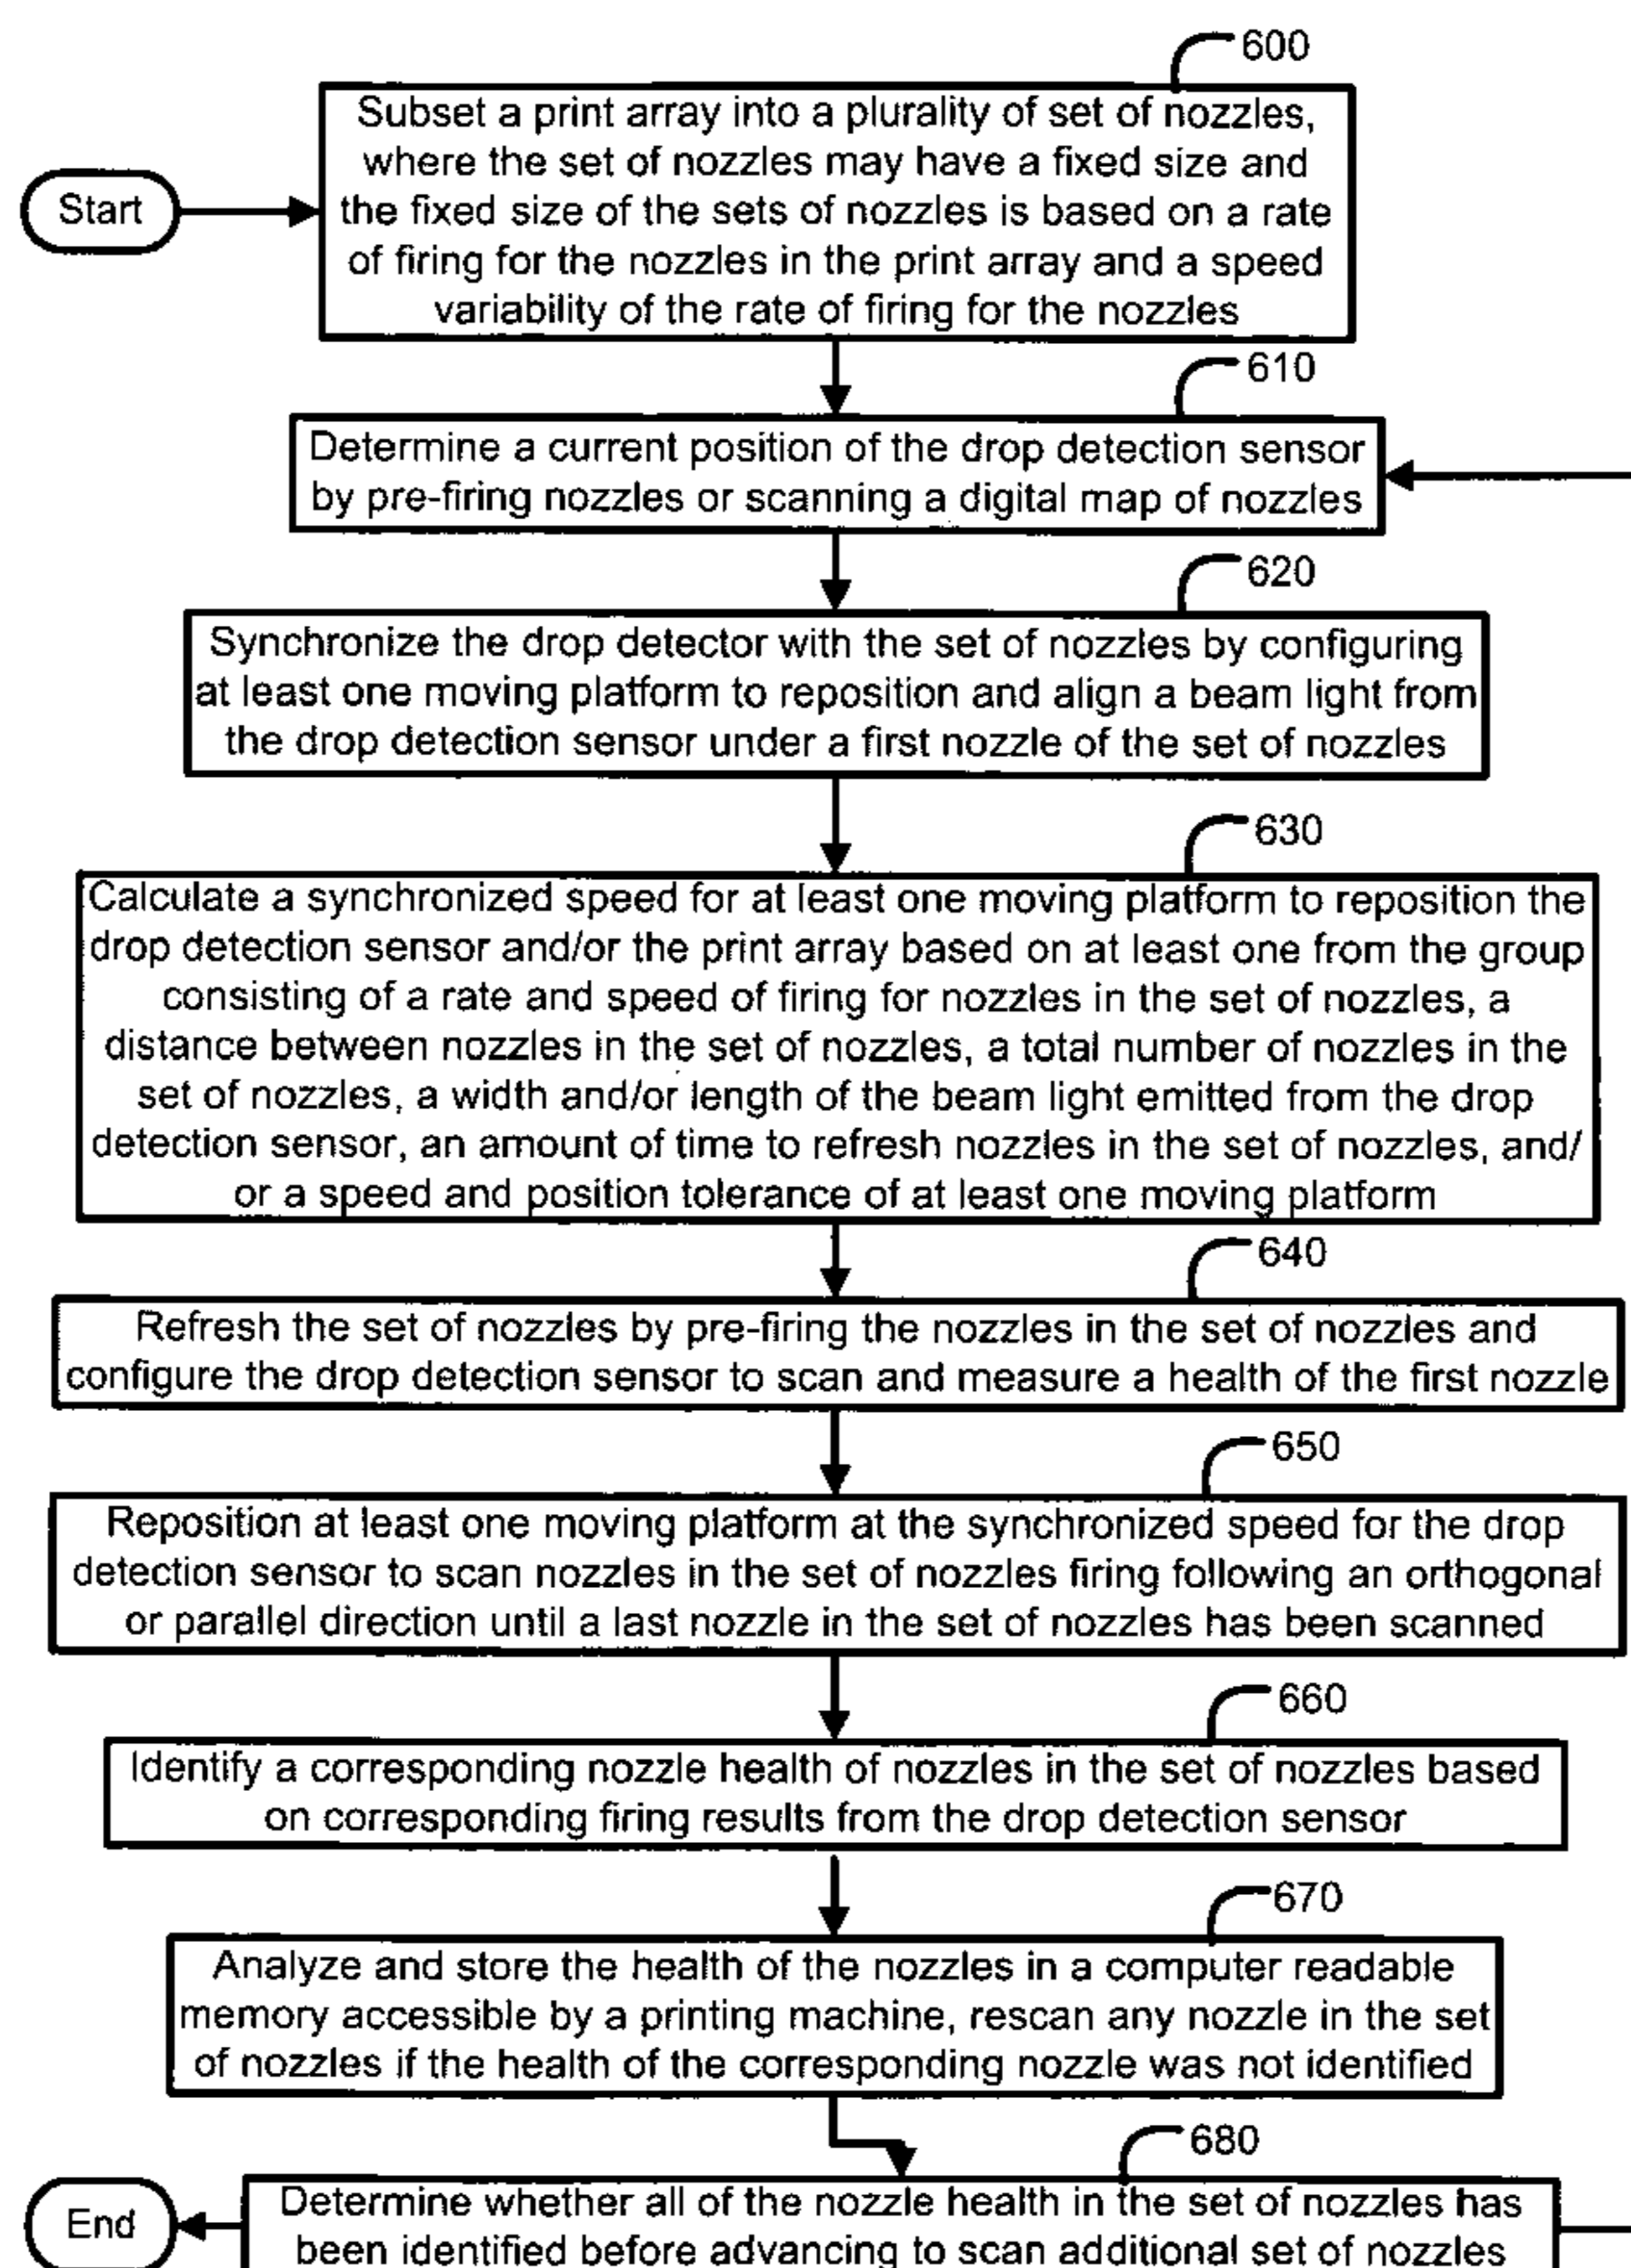 600
Subset a print array into a plurality of set of nozzles,
where the set of nozzles may have a fixed size and
Start
the fixed size of the sets of nozzles is based on a rate
of firing for the nozzles in the print array and a speed
variability of the rate of firing for the nozzles
610
Determine a current position of the drop detection sensor
by pre-firing nozzles or scanning a digital map of nozzles
620
Synchronize the drop detector with the set of nozzles by configuring
at least one moving platform to reposition and align a beam light from
the drop detection sensor under a first nozzle of the set of nozzles
630
Calculate a synchronized speed for at least one moving platform to reposition the
drop detection sensor and/or the print array based on at least one from the group
consisting of a rate and speed of firing for nozzles in the set of nozzles, a
distance between nozzles in the set of nozzles, a total number of nozzles in the
set of nozzles, a width and/or length of the beam light emitted from the drop
detection sensor, an amount of time to refresh nozzles in the set of nozzles, and/
or a speed and position tolerance of at least one moving platform
640
Refresh the set of nozzles by pre-firing the nozzles in the set of nozzles and
configure the drop detection sensor to scan and measure a health of the first nozzle
650
Reposition at least one moving platform at the synchronized speed for the drop
detection sensor to scan nozzles in the set of nozzles firing following an orthogonal
or parallel direction until a last nozzle in the set of nozzles has been scanned
660
Identify a corresponding nozzle health of nozzles in the set of nozzles based
on corresponding firing results from the drop detection sensor
670
Analyze and store the health of the nozzles in a computer readable
memory accessible by a printing machine, rescan any nozzle in the set
of nozzles if the health of the corresponding nozzle was not identified
680
Determine whether all of the nozzle health in the set of nozzles has
End
been identified before advancing to scan additional set of nozzles